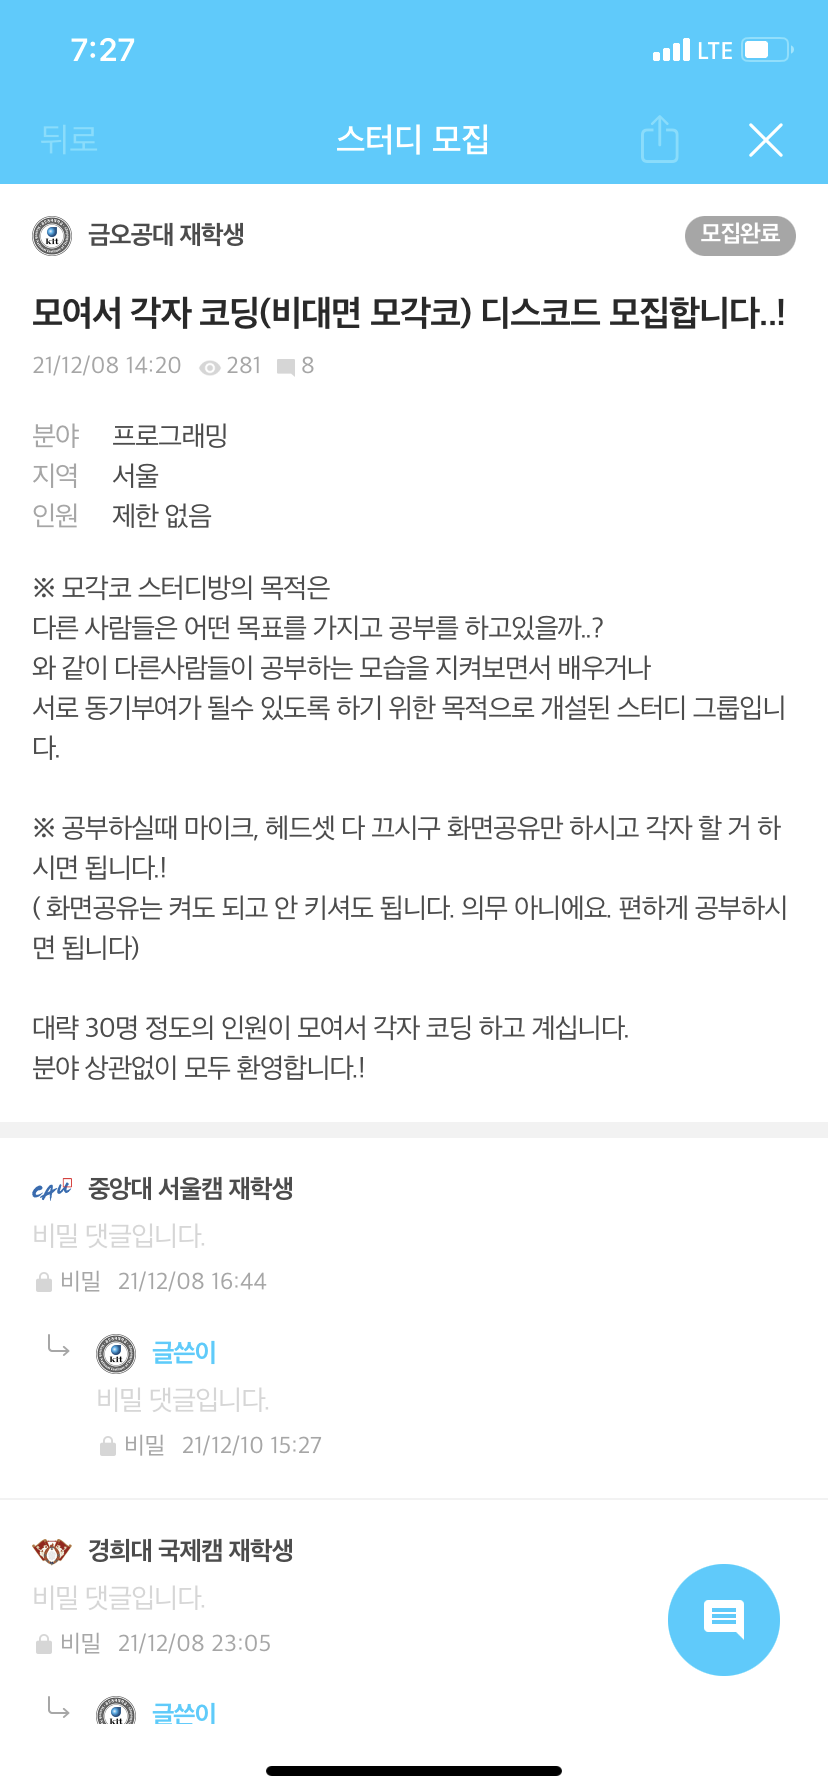 7:27 LTE
뒤로 스터디 모집
금오공대 재학생 모집완료
모여서 각자 코딩(비대면 모각코) 디스코드 모집합니다..!
21/12/08 14:20 281 8
분야 프로그래밍
지역 서울
인원 제한 없음
※ 모각코 스터디방의 목적은
다른 사람들은 어떤 목표를 가지고 공부를 하고있을까..?
와 같이 다른사람들이 공부하는 모습을 지켜보면서 배우거나
서로 동기부여가 될수 있도록 하기 위한 목적으로 개설된 스터디 그룹입니
다.
※ 공부하실때 마이크, 헤드셋 다 끄시구 화면공유만 하시고 각자 할 거 하
시면 됩니다.!
( 화면공유는 켜도 되고 안 키셔도 됩니다. 의무 아니에요. 편하게 공부하시
면 됩니다)
대략 30명 정도의 인원이 모여서 각자 코딩 하고 계십니다.
분야 상관없이 모두 환영합니다.!
CAU 중앙대 서울캠 재학생
비밀 댓글입니다.
비밀 21/12/08 16:44
kit 글쓴이
비밀 댓글입니다.
비밀 21/12/10 15:27
경희대 국제캠 재학생
비밀 댓글입니다.
비밀 21/12/08 23:05
kit 글쓴이